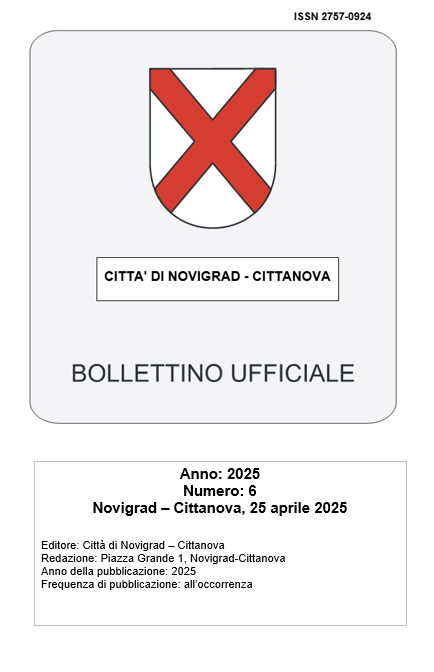 ISSN 2757-0924
CITTA' DI NOVIGRAD - CITTANOVA
BOLLETTINO UFFICIALE
Anno: 2025
Numero: 6
Novigrad – Cittanova, 25 aprile 2025
Editore: Città di Novigrad – Cittanova
Redazione: Piazza Grande 1, Novigrad-Cittanova
Anno della pubblicazione: 2025
Frequenza di pubblicazione: all’occorrenza